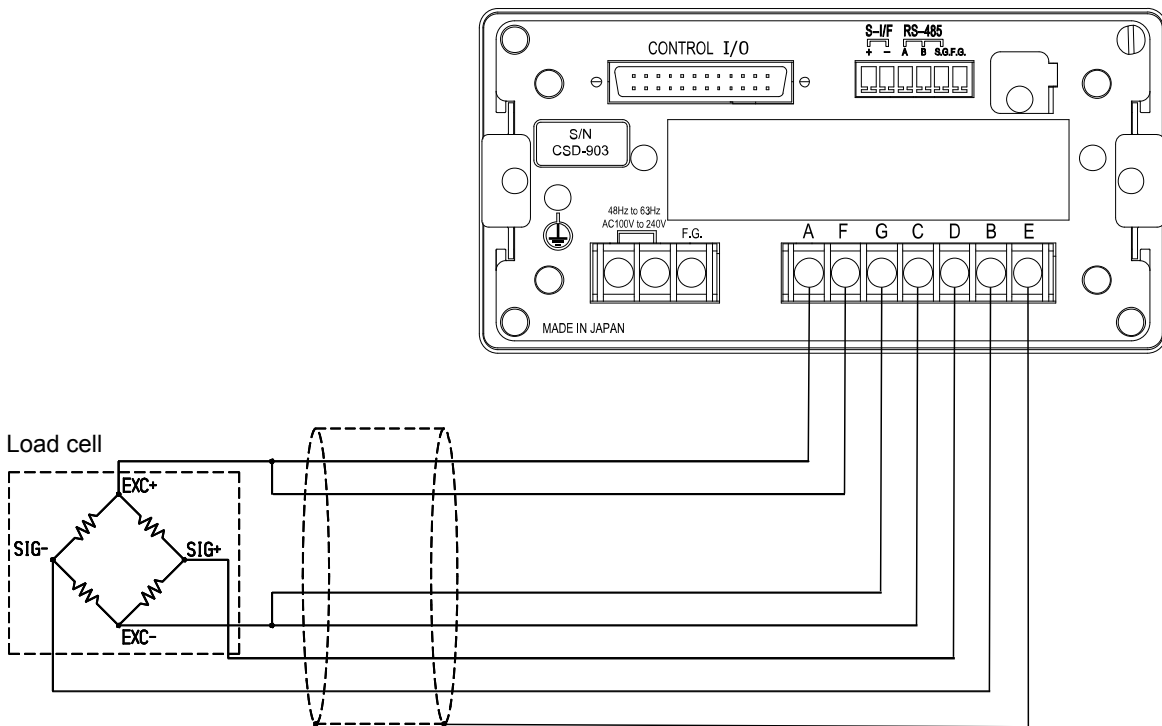 CONTROL I/O
S-I/F RS-485
+ - A B S.G.F.G.
S/N
CSD-903
48Hz to 63Hz
AC100V to 240V
F.G.
A F G C D B E
MADE IN JAPAN
Load cell
EXC+
SIG-
SIG+
EXC-